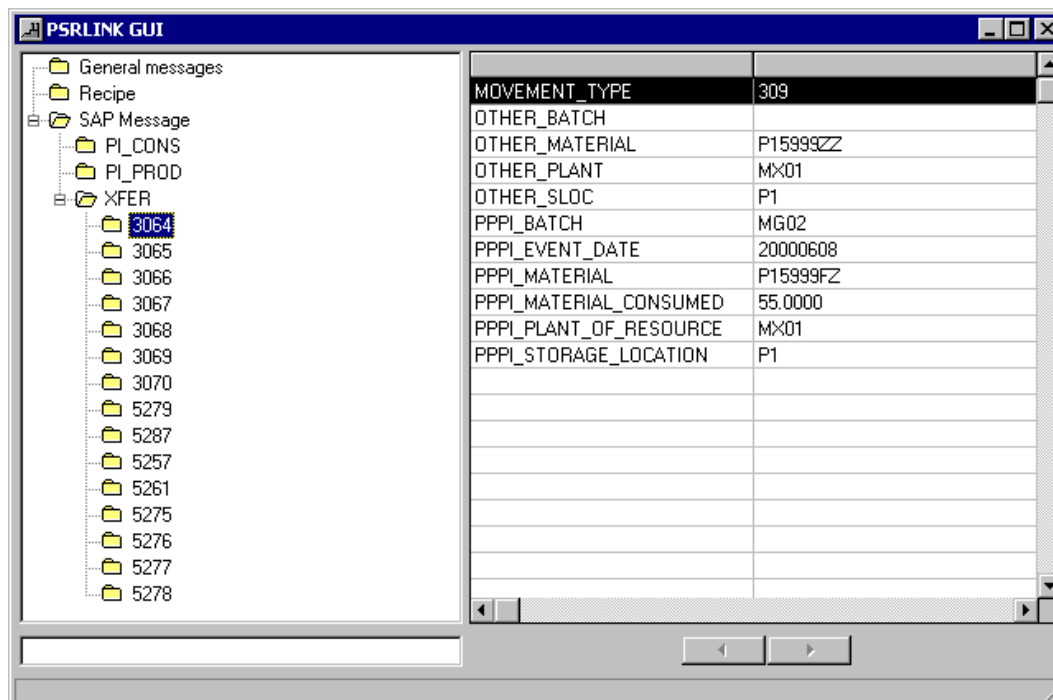 PSRLINK GUI
General messages
Recipe
SAP Message
PI_CONS
PI_PROD
XFER
3064
3065
3066
3067
3068
3069
3070
5279
5287
5257
5261
5275
5276
5277
5278
MOVEMENT_TYPE 309
OTHER_BATCH
OTHER_MATERIAL P15999ZZ
OTHER_PLANT MX01
OTHER_SLOC P1
PPPI_BATCH MG02
PPPI_EVENT_DATE 20000608
PPPI_MATERIAL P15999FZ
PPPI_MATERIAL_CONSUMED 55.0000
PPPI_PLANT_OF_RESOURCE MX01
PPPI_STORAGE_LOCATION P1